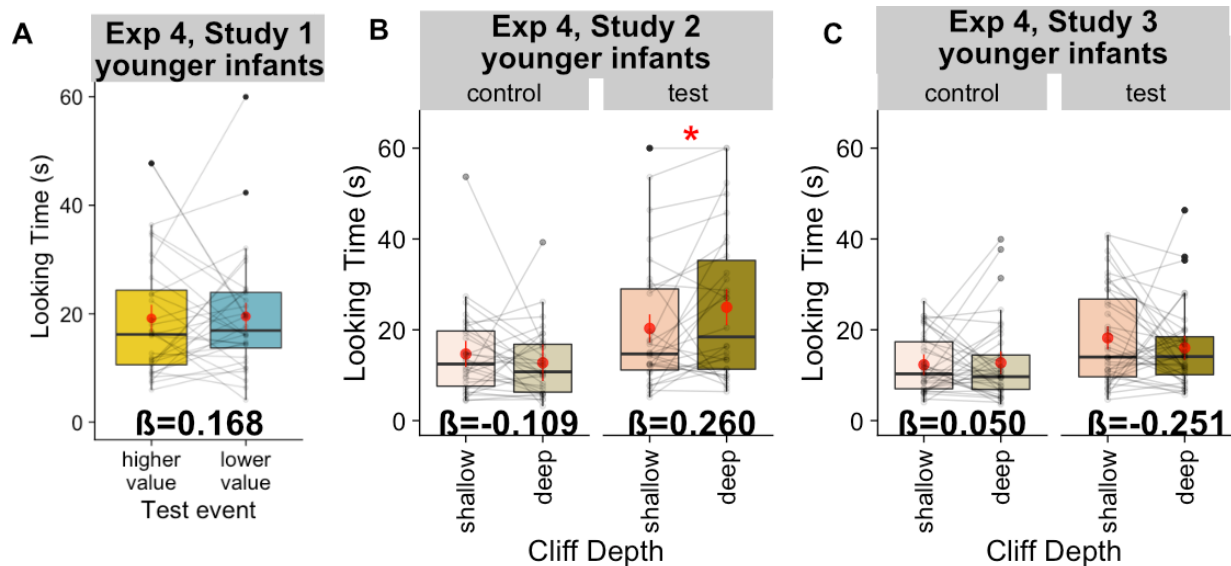 A
Exp 4, Study 1
younger infants
Looking Time (s)
60
40
20
0
ß=0.168
higher value
lower value
Test event
B
Exp 4, Study 2
younger infants
control
test
Looking Time (s)
60
40
20
0
*
ß=-0.109
ß=0.260
shallow
deep
shallow
deep
Cliff Depth
C
Exp 4, Study 3
younger infants
control
test
Looking Time (s)
60
40
20
0
ß=0.050
ß=-0.251
shallow
deep
shallow
deep
Cliff Depth